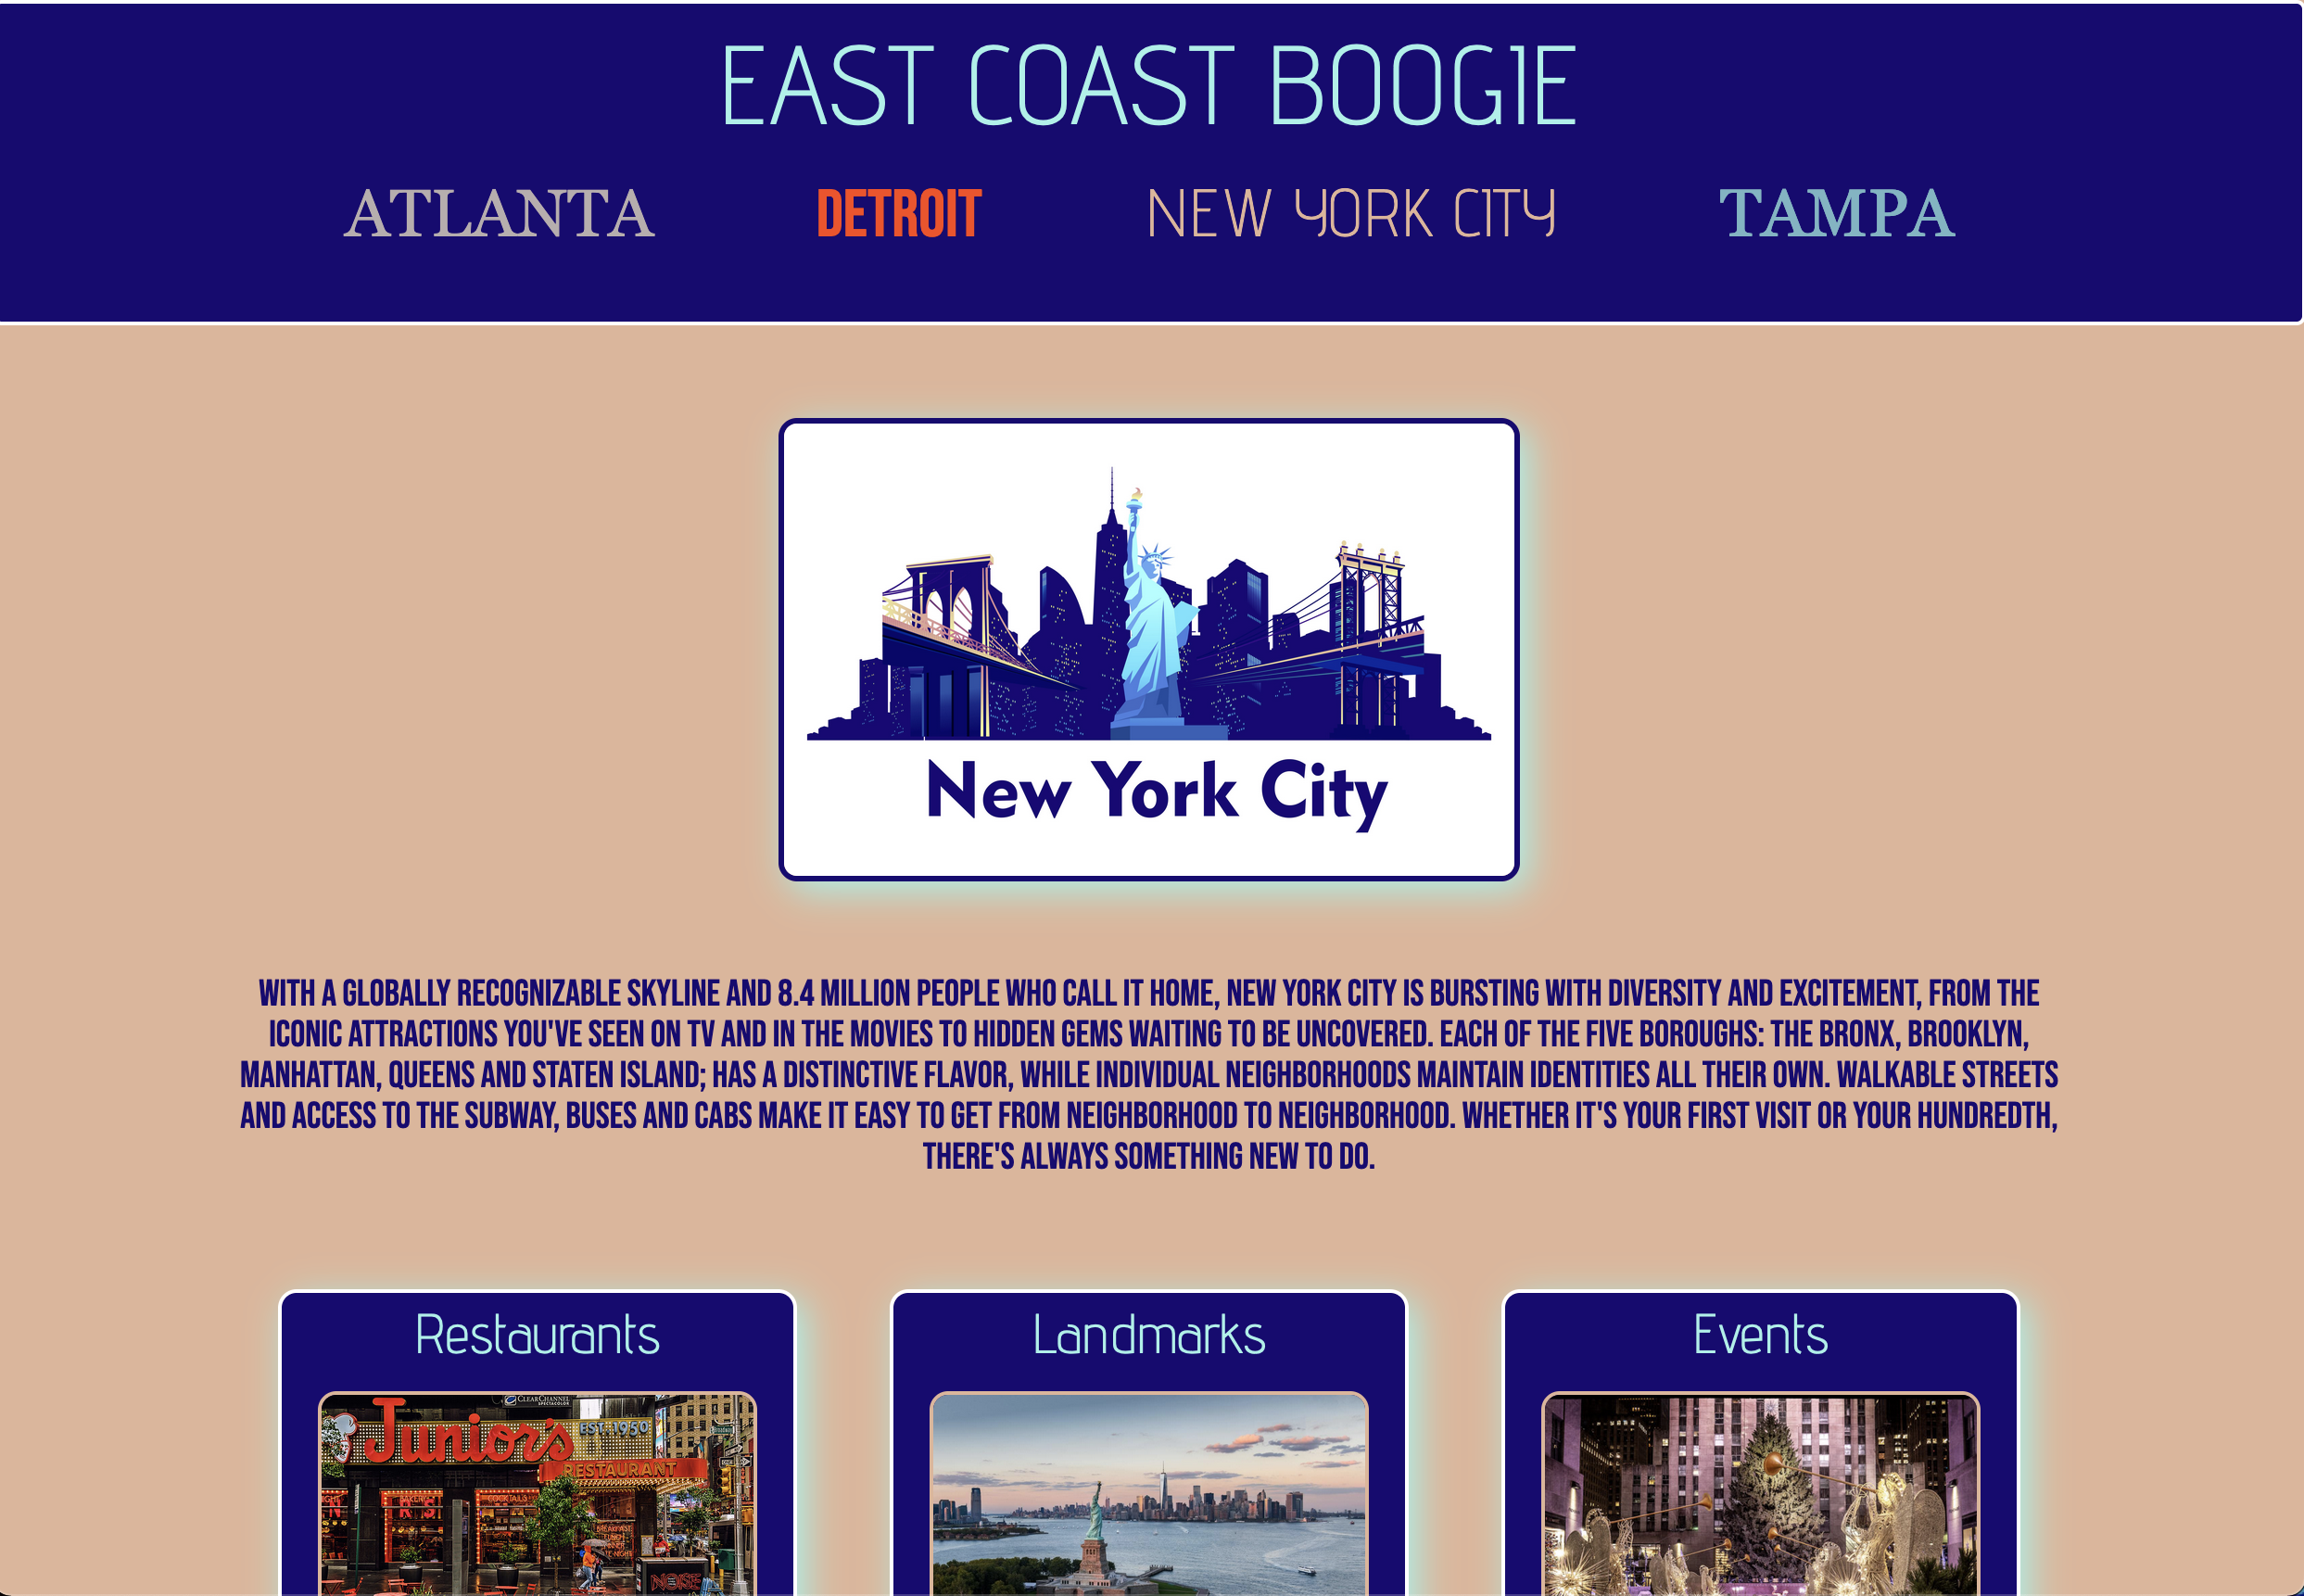 EAST COAST BOOGIE
ATLANTA DETROIT NEW YORK CITY TAMPA
New York City
WITH A GLOBALLY RECOGNIZABLE SKYLINE AND 8.4 MILLION PEOPLE WHO CALL IT HOME, NEW YORK CITY IS BURSTING WITH DIVERSITY AND EXCITEMENT, FROM THE
ICONIC ATTRACTIONS YOU'VE SEEN ON TV AND IN THE MOVIES TO HIDDEN GEMS WAITING TO BE UNCOVERED. EACH OF THE FIVE BOROUGHS: THE BRONX, BROOKLYN,
MANHATTAN, QUEENS AND STATEN ISLAND; HAS A DISTINCTIVE FLAVOR, WHILE INDIVIDUAL NEIGHBORHOODS MAINTAIN IDENTITIES ALL THEIR OWN. WALKABLE STREETS
AND ACCESS TO THE SUBWAY, BUSES AND CABS MAKE IT EASY TO GET FROM NEIGHBORHOOD TO NEIGHBORHOOD. WHETHER IT'S YOUR FIRST VISIT OR YOUR HUNDREDTH,
THERE'S ALWAYS SOMETHING NEW TO DO.
Restaurants Landmarks Events
CLEARCHANNEL
SPECTACOLOR
Junior's EST. 1950
RESTAURANT
COCKTAILS
NOISE